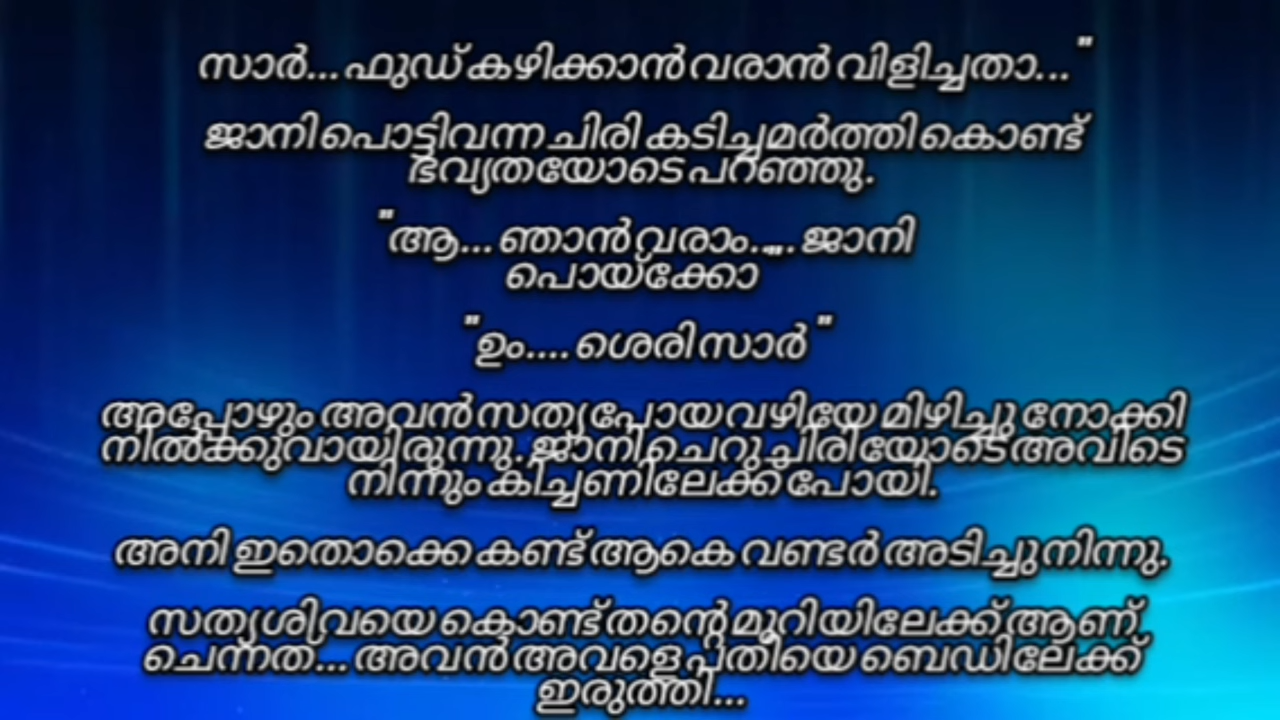 സാർ... ഫുഡ് കഴിക്കാൻ വരാൻ വിളിച്ചതാ..."
ജാനി പൊട്ടിവന്ന ചിരി കടിച്ചമർത്തി കൊണ്ട്
ഭവ്യതയോടെ പറഞ്ഞു.
"ആ... ഞാൻ വരാം..... ജാനി
പൊയ്ക്കോ"
"ഉം.... ശെരി സാർ "
അപ്പോഴും അവൻ സത്യ പോയ വഴിയേ മിഴിച്ചു നോക്കി
നിൽക്കുവായിരുന്നു. ജാനി ചെറു ചിരിയോടെ അവിടെ
നിന്നും കിച്ചണിലേക്ക് പോയി.
അനി ഇതൊക്കെ കണ്ട് ആകെ വണ്ടർ അടിച്ചു നിന്നു.
സത്യ ശിവയെ കൊണ്ട് തന്റെ മുറിയിലേക്ക് ആണ്
ചെന്നത്... അവൻ അവളെ പതിയെ ബെഡിലേക്ക്
ഇരുത്തി...